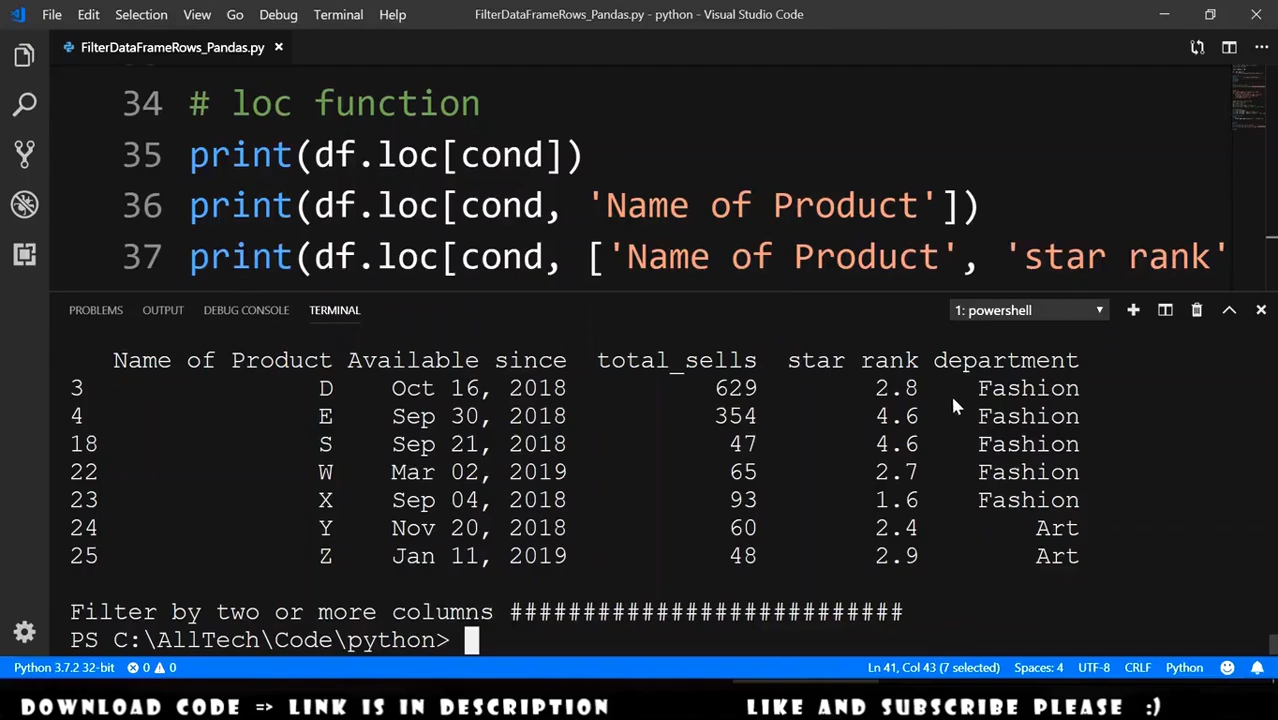 File Edit Selection View Go Debug Terminal Help FilterDataFrameRows_Pandas.py - python - Visual Studio Code
FilterDataFrameRows_Pandas.py
34 # loc function
35 print(df.loc[cond])
36 print(df.loc[cond, 'Name of Product'])
37 print(df.loc[cond, ['Name of Product', 'star rank'
PROBLEMS OUTPUT DEBUG CONSOLE TERMINAL 1: powershell
Name of Product Available since total_sells star rank department
3 D Oct 16, 2018 629 2.8 Fashion
4 E Sep 30, 2018 354 4.6 Fashion
18 S Sep 21, 2018 47 4.6 Fashion
22 W Mar 02, 2019 65 2.7 Fashion
23 X Sep 04, 2018 93 1.6 Fashion
24 Y Nov 20, 2018 60 2.4 Art
25 Z Jan 11, 2019 48 2.9 Art
Filter by two or more columns ##########################
PS C:\AllTech\Code\python>
Python 3.7.2 32-bit 0 0 Ln 41, Col 43 (7 selected) Spaces: 4 UTF-8 CRLF Python
DOWNLOAD CODE => LINK IS IN DESCRIPTION LIKE AND SUBSCRIBE PLEASE :)